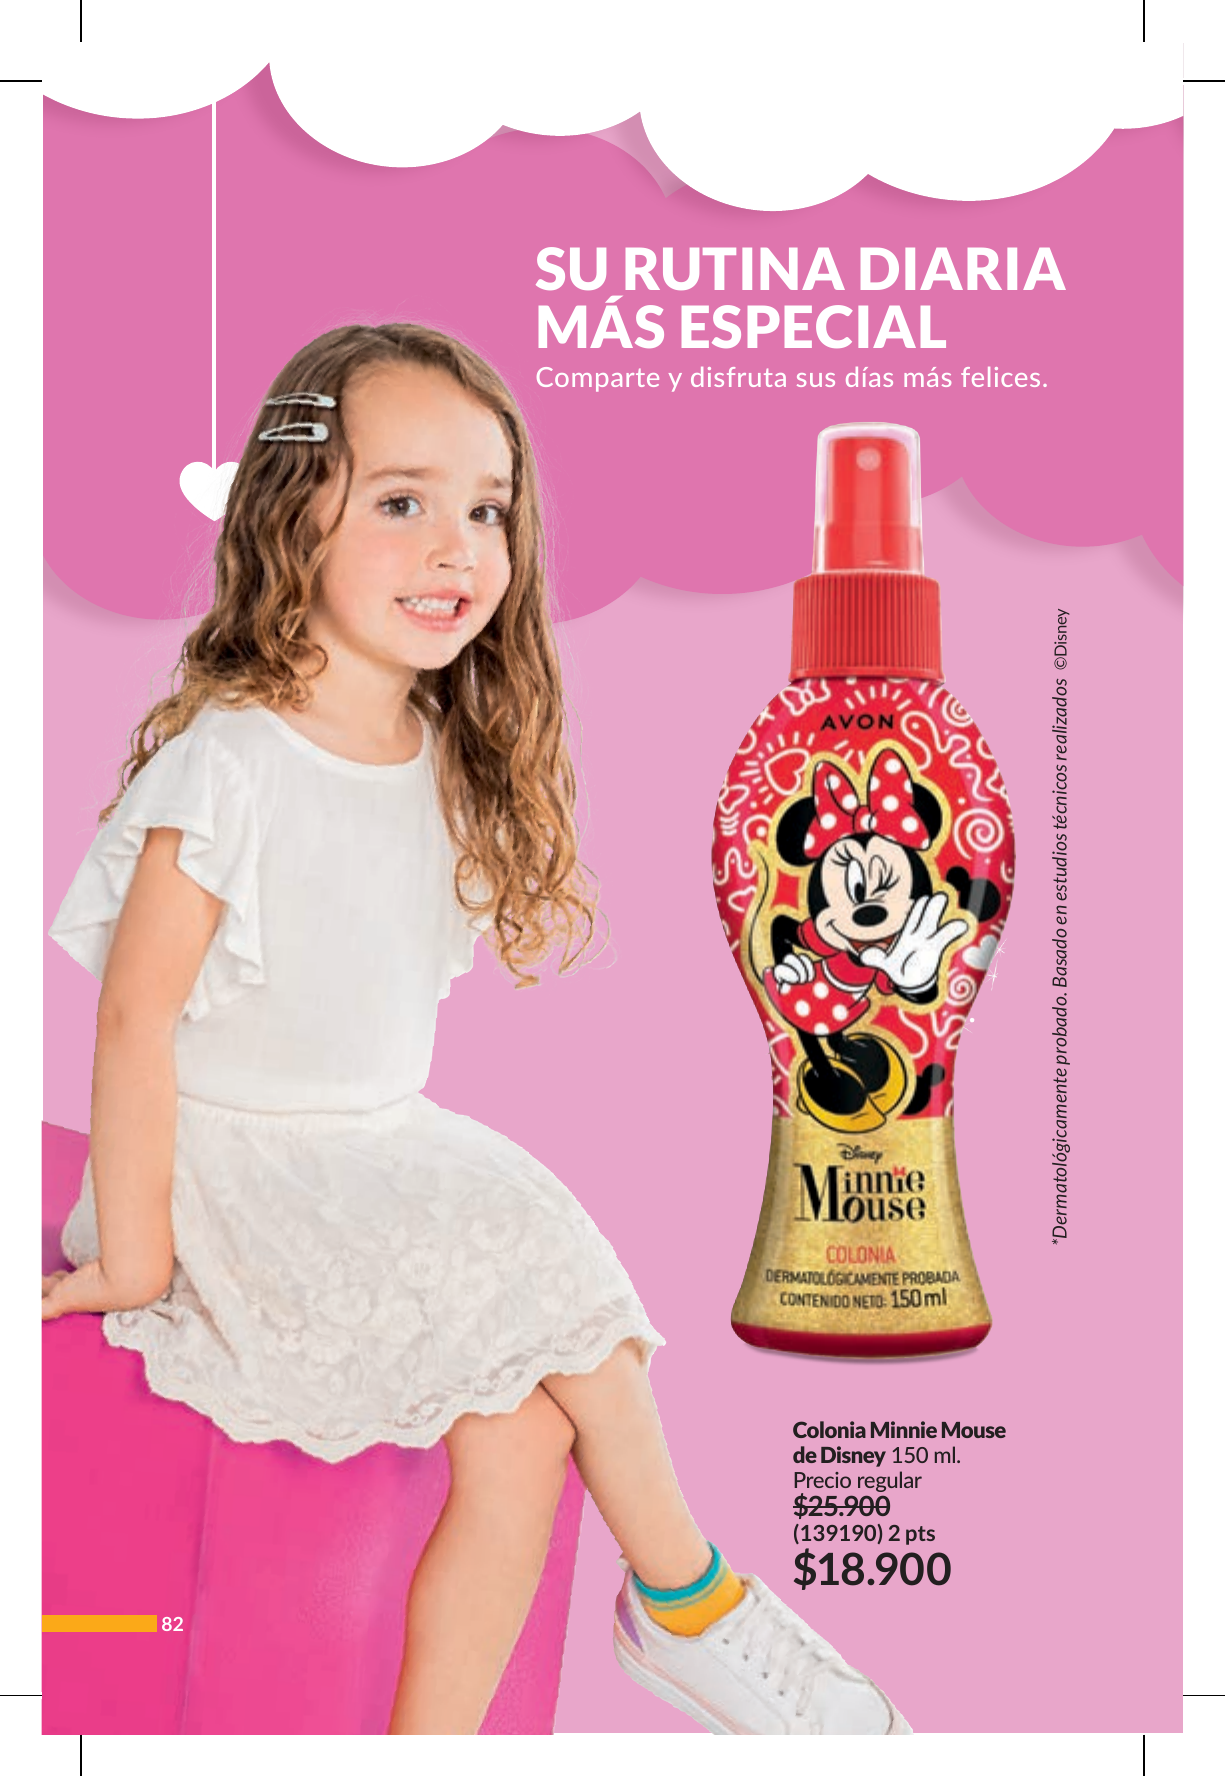 SU RUTINA DIARIA
MÁS ESPECIAL
Comparte y disfruta sus días más felices.
AVON
Disney
Minnie
Mouse
COLONIA
DERMATOLÓGICAMENTE PROBADA
CONTENIDO NETO: 150 ml
*Dermatológicamente probado. Basado en estudios técnicos realizados ©Disney
Colonia Minnie Mouse
de Disney 150 ml.
Precio regular
$25.900
(139190) 2 pts
$18.900
82